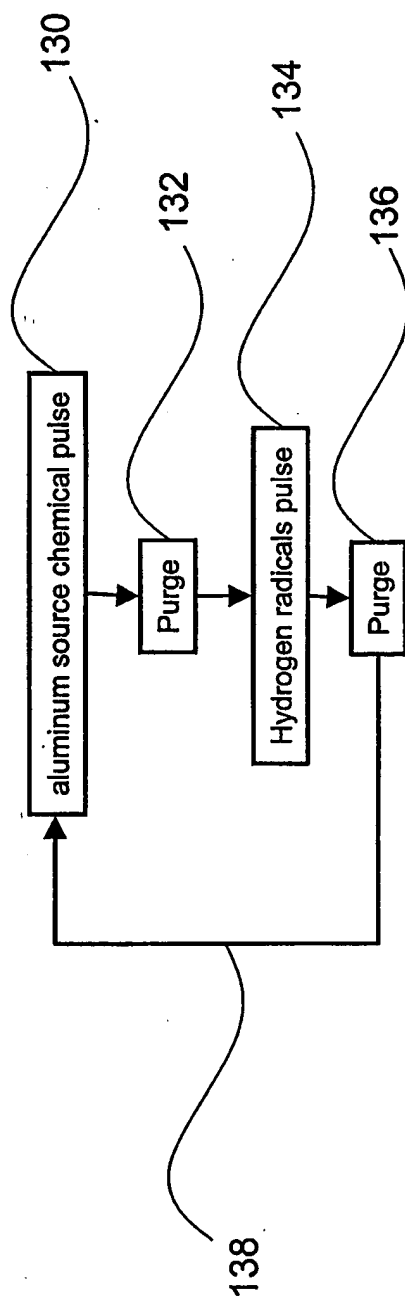 130
aluminum source chemical pulse
132
Purge
134
Hydrogen radicals pulse
136
Purge
138